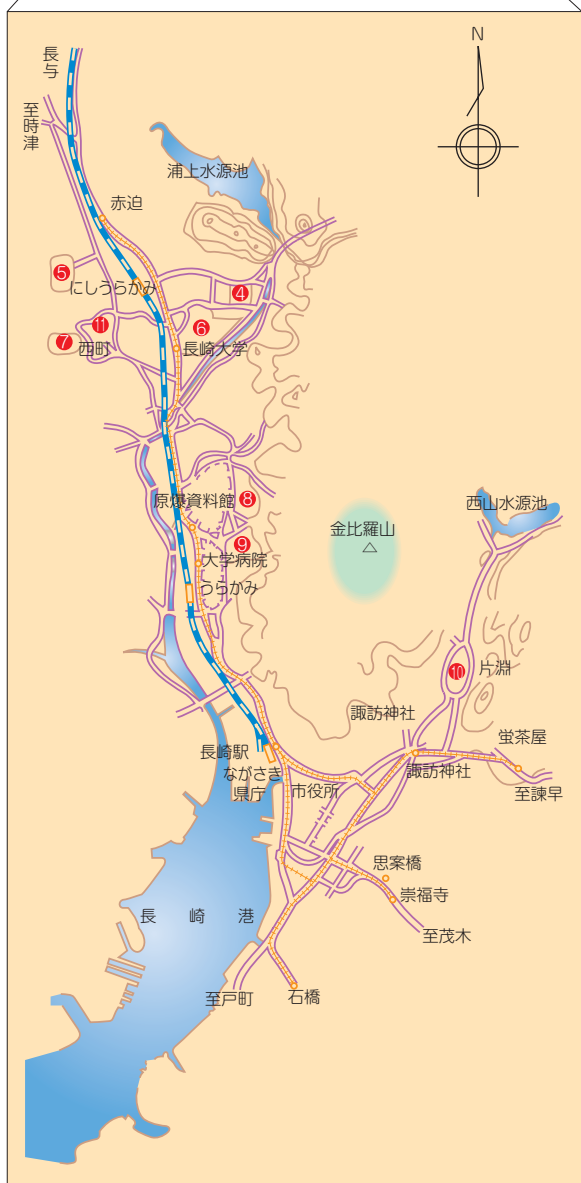 N
長与
至時津
浦上水源池
赤迫
⑤
にしうらかみ
④
⑪
⑥
⑦
西町
長崎大学
原爆資料館
⑧
西山水源池
金比羅山
⑨
大学病院
うらかみ
⑩
片淵
諏訪神社
蛍茶屋
長崎駅
ながさき
諏訪神社
県庁
市役所
至諫早
思案橋
崇福寺
長崎港
至茂木
至戸町
石橋